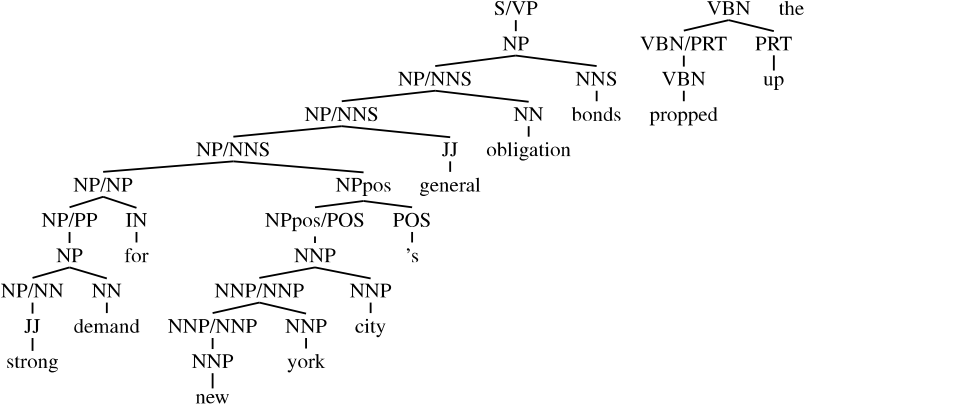 S/VP VBN the
NP VBN/PRT PRT
NP/NNS NNS VBN up
NP/NNS NN bonds propped
NP/NNS JJ obligation
NP/NP NPpos general
NP/PP IN NPpos/POS POS
NP for NNP 's
NP/NN NN NNP/NNP NNP
JJ demand NNP/NNP NNP city
strong NNP york
new